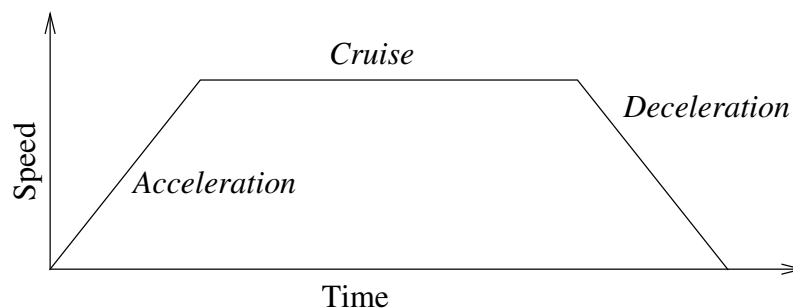 Cruise
Deceleration
Acceleration
Speed
Time